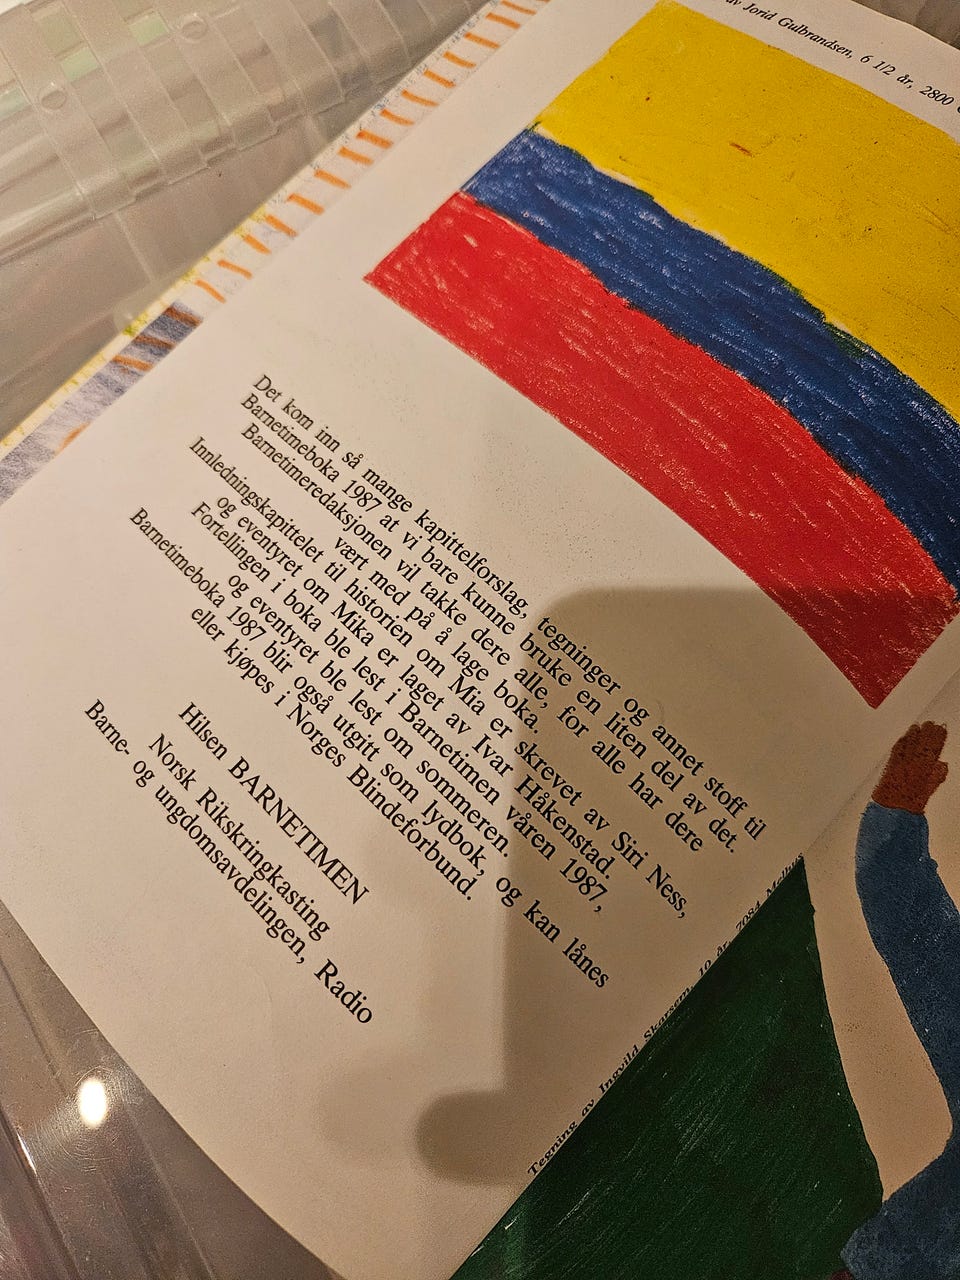 av Jorid Gulbrandsen, 6 1/2 år, 2800
Det kom inn så mange kapittelforslag, tegninger og annet stoff til
Barnetimeboka 1987 at vi bare kunne bruke en liten del av det.
Barnetimeredaksjonen vil takke dere alle, for alle har dere
vært med på å lage boka.
Innledningskapittelet til historien om Mia er skrevet av Siri Ness,
og eventyret om Mika er laget av Ivar Håkenstad.
Fortellingen i boka ble lest i Barnetimen våren 1987,
og eventyret ble lest om sommeren.
Barnetimeboka 1987 blir også utgitt som lydbok, og kan lånes
eller kjøpes i Norges Blindeforbund.
Hilsen BARNETIMEN
Norsk Rikskringkasting
Barne- og ungdomsavdelingen, Radio
Tegning av Ingvild Skarsem, 10 år, 7084